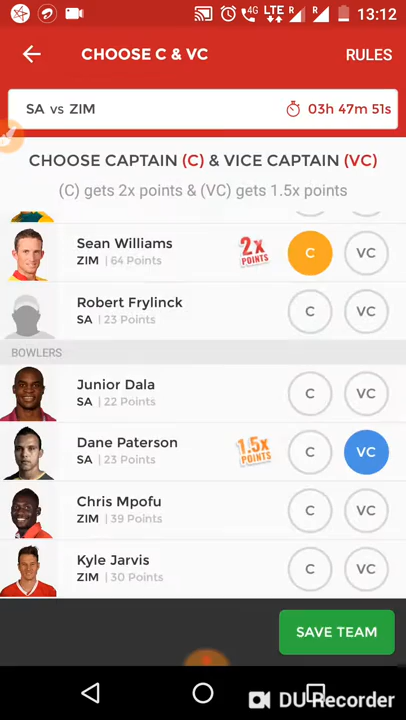 4G LTE 13:12
CHOOSE C & VC RULES
SA vs ZIM 03h 47m 51s
CHOOSE CAPTAIN (C) & VICE CAPTAIN (VC)
(C) gets 2x points & (VC) gets 1.5x points
Sean Williams
ZIM | 64 Points
2x POINTS
C VC
Robert Frylinck
SA | 23 Points
C VC
BOWLERS
Junior Dala
SA | 22 Points
C VC
Dane Paterson
SA | 23 Points
1.5x POINTS
C VC
Chris Mpofu
ZIM | 39 Points
C VC
Kyle Jarvis
ZIM | 30 Points
C VC
SAVE TEAM
DU Recorder